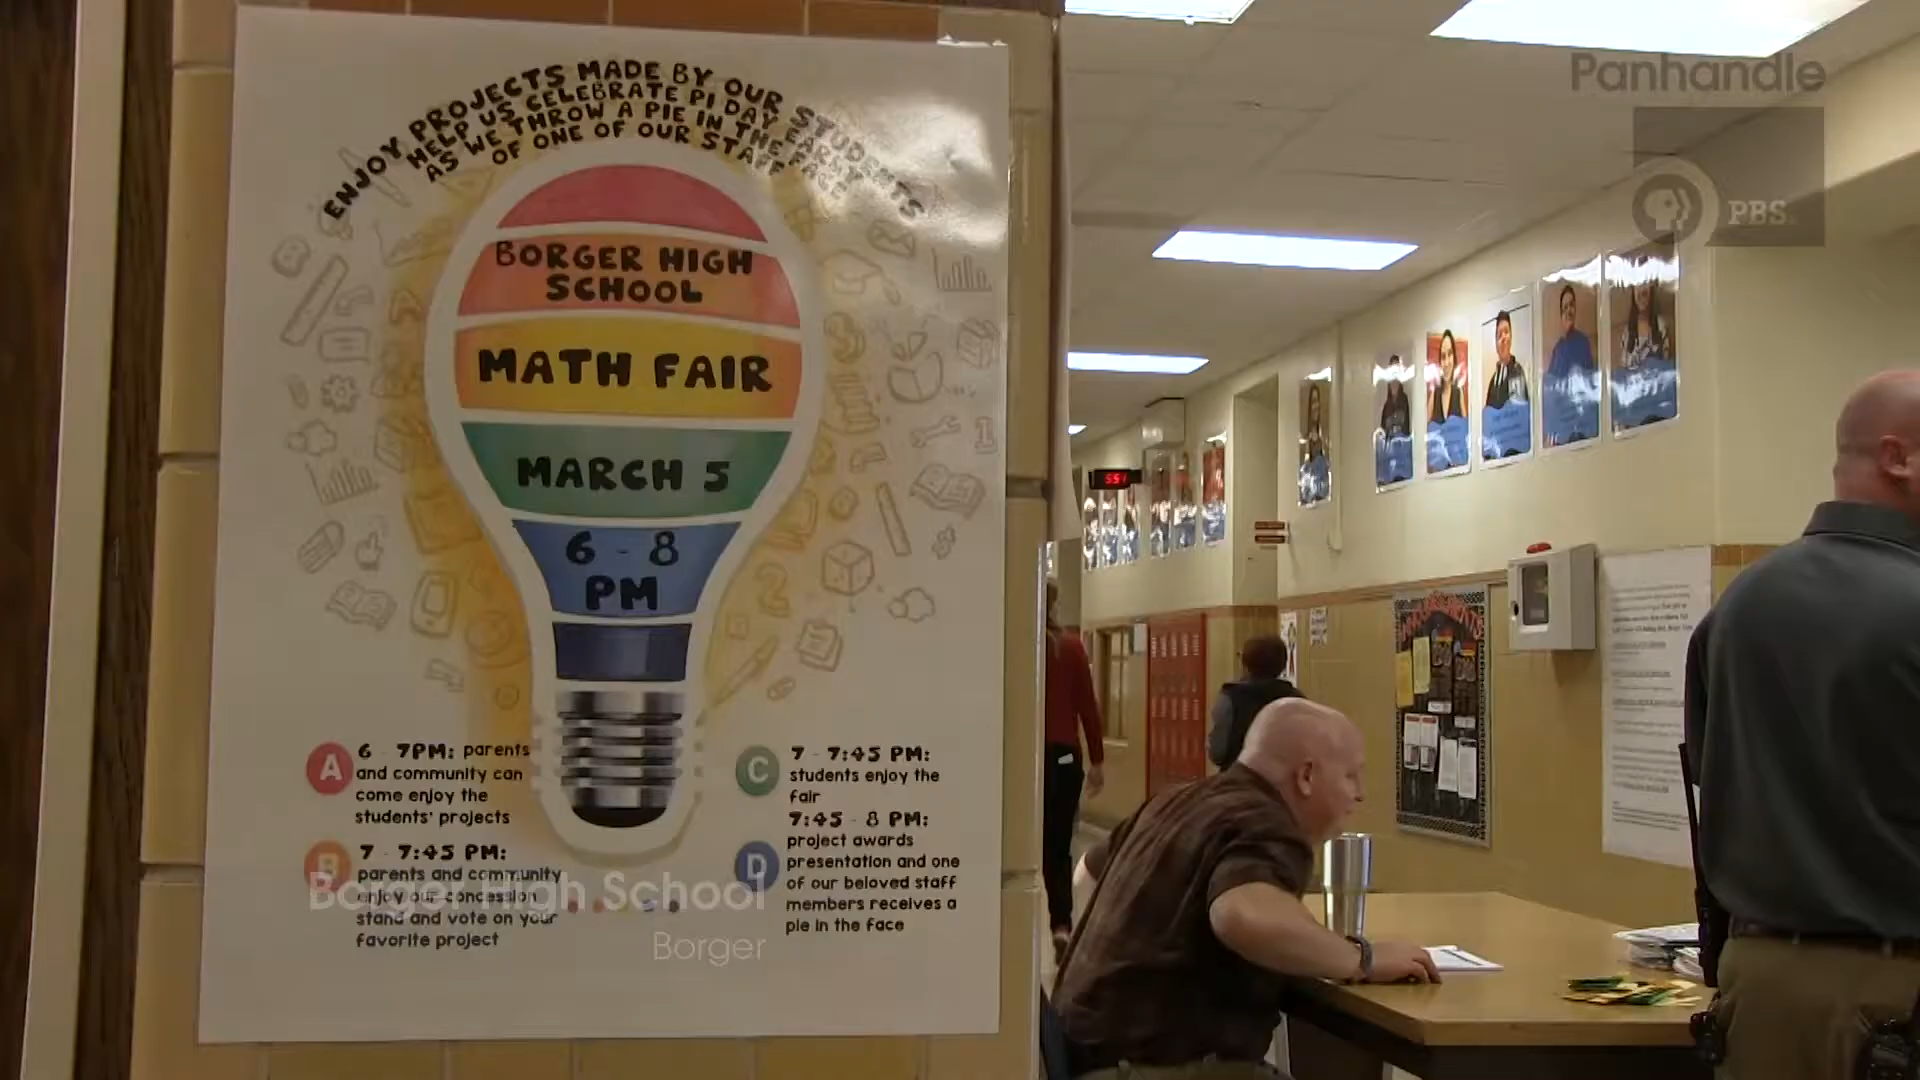 ENJOY PROJECTS MADE BY OUR STUDENTS
HELP US CELEBRATE PI DAY EARLY
AS WE THROW A PIE IN THE FACE
OF ONE OF OUR STAFF
BORGER HIGH
SCHOOL
MATH FAIR
MARCH 5
6 - 8
PM
A
6 - 7PM: parents
and community can
come enjoy the
students' projects
B
7 - 7:45 PM:
parents and community
enjoy our concession
stand and vote on your
favorite project
C
7 - 7:45 PM:
students enjoy the
fair
D
7:45 - 8 PM:
project awards
presentation and one
of our beloved staff
members receives a
pie in the face
Borger High School
Borger
Panhandle
PBS
5:51